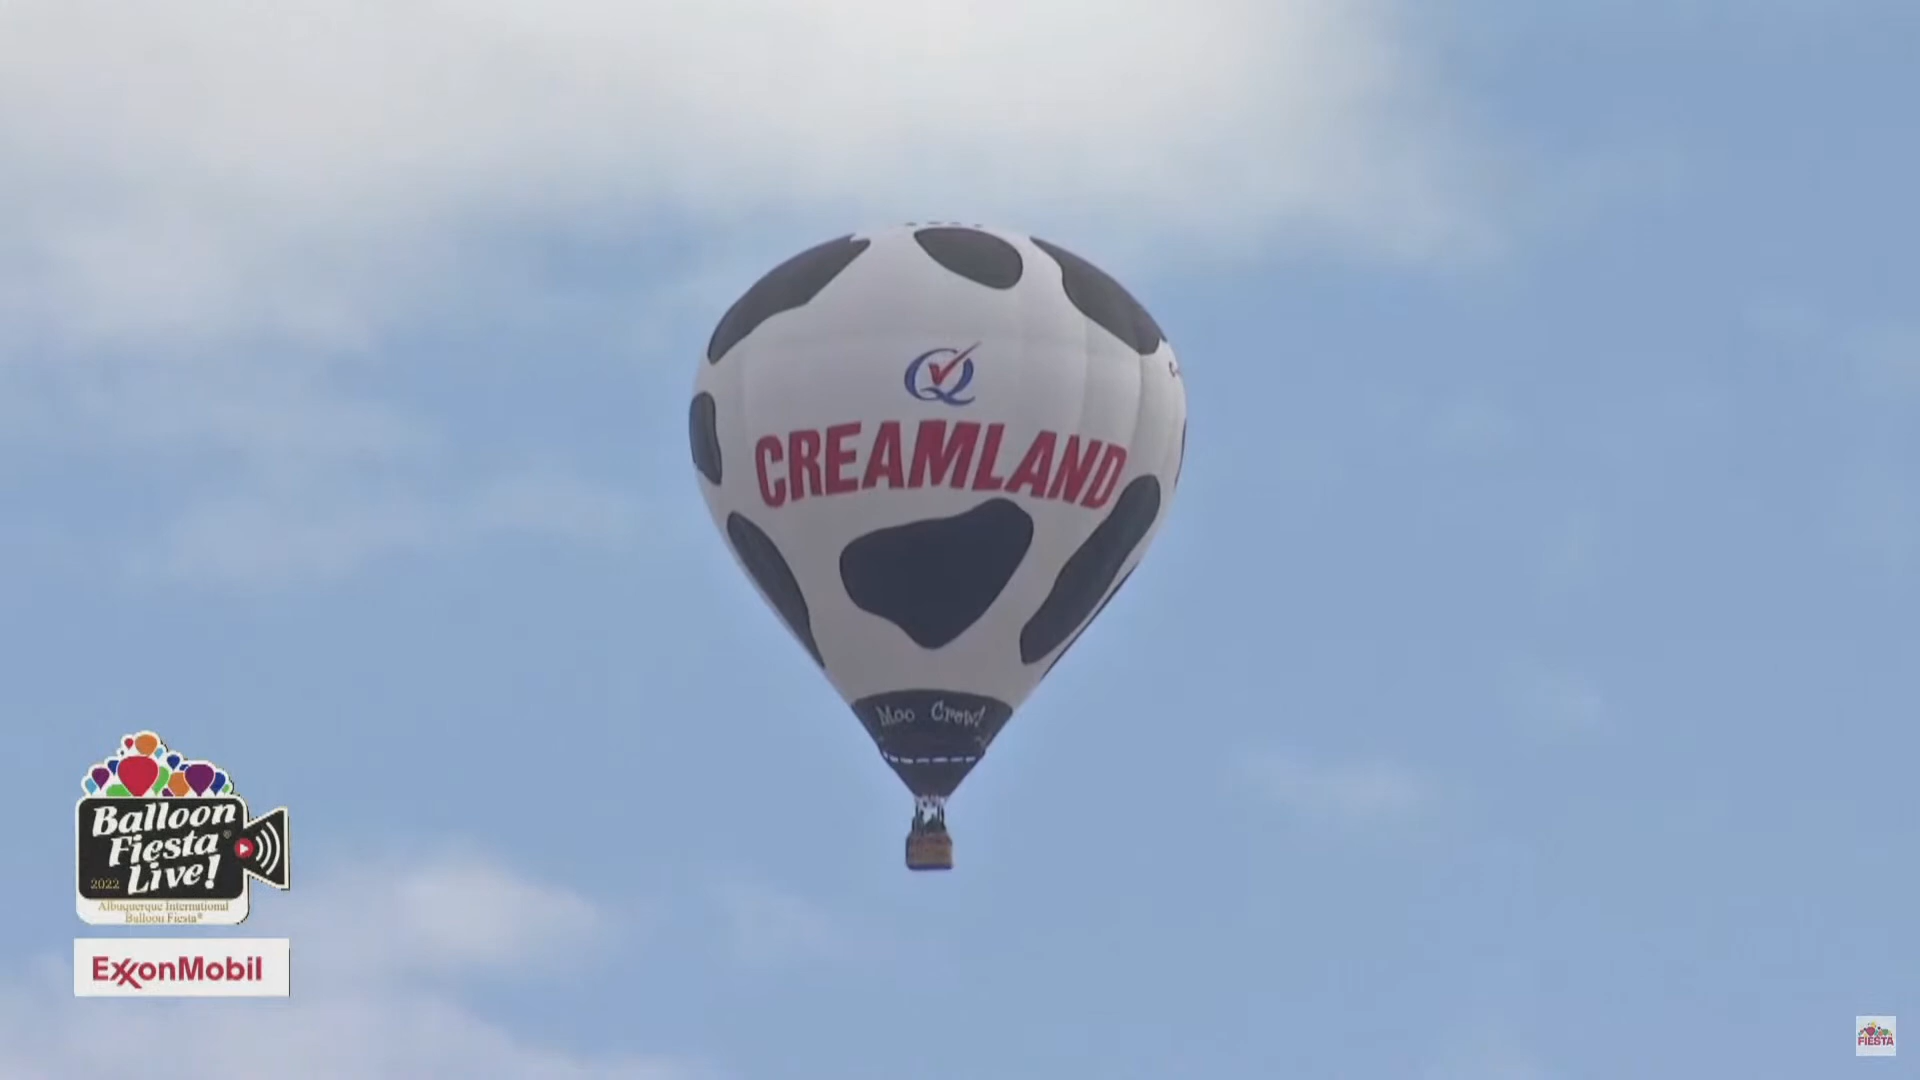 Q
CREAMLAND
Moo Crew!
Balloon
Fiesta®
Live!
2022
Albuquerque International
Balloon Fiesta®
ExxonMobil
FIESTA